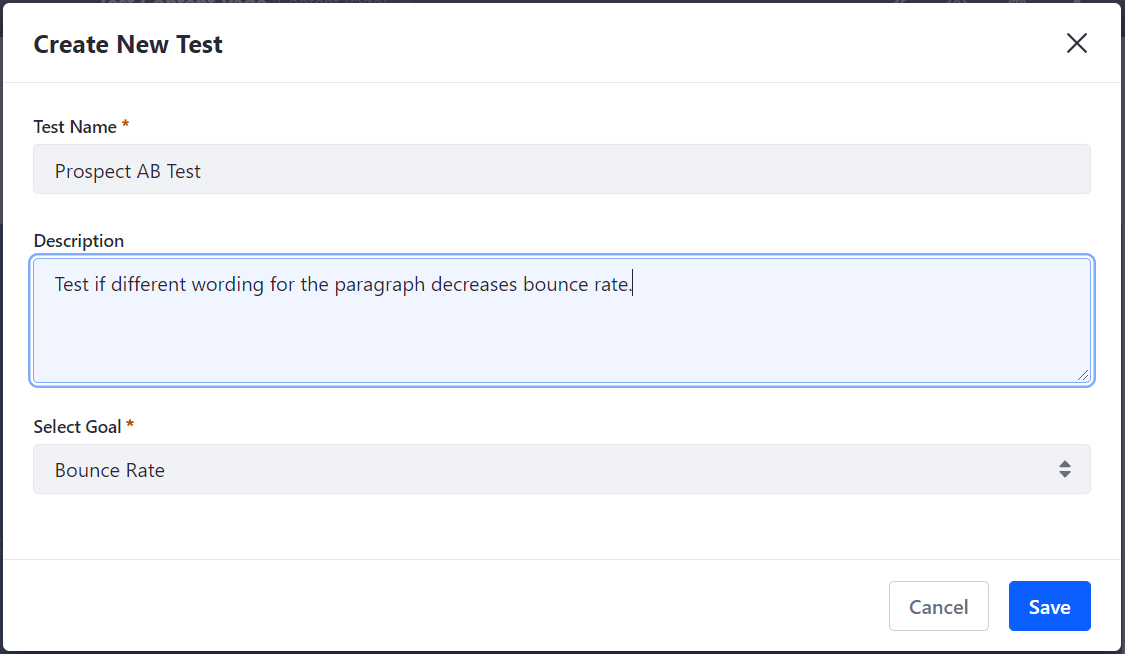 Create New Test
Test Name *
Prospect AB Test
Description
Test if different wording for the paragraph decreases bounce rate.
Select Goal *
Bounce Rate
Cancel
Save